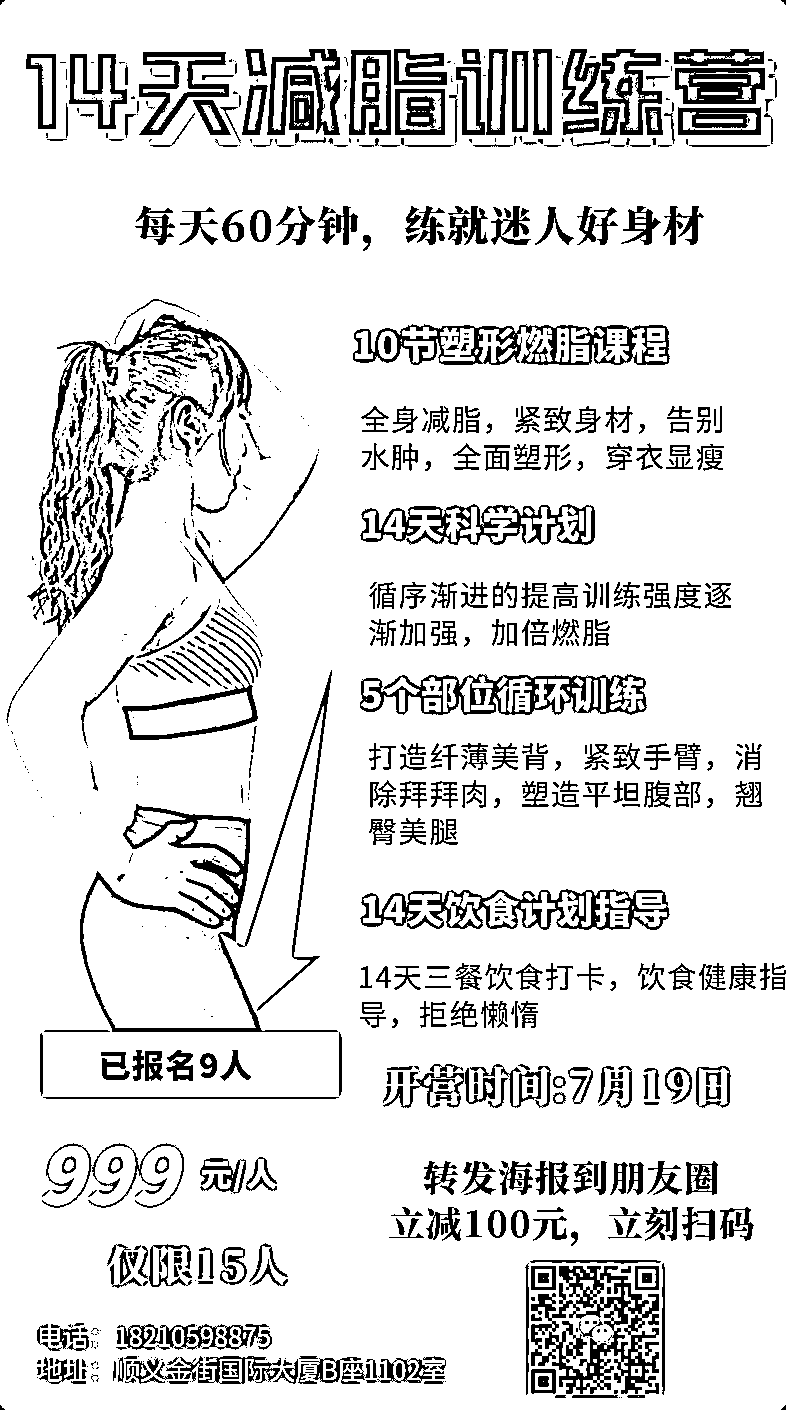 14天减脂训练营
每天60分钟，练就迷人好身材
10节塑形燃脂课程
全身减脂，紧致身材，告别
水肿，全面塑形，穿衣显瘦
14天科学计划
循序渐进的提高训练强度逐
渐加强，加倍燃脂
5个部位循环训练
打造纤薄美背，紧致手臂，消
除拜拜肉，塑造平坦腹部，翘
臀美腿
14天饮食计划指导
14天三餐饮食打卡，饮食健康指
导，拒绝懒惰
已报名9人
开营时间:7月19日
999元/人
仅限15人
转发海报到朋友圈
立减100元，立刻扫码
电话：18210598875
地址：顺义金街国际大厦B座1102室